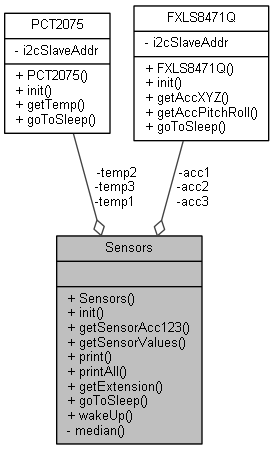 PCT2075
- i2cSlaveAddr
+ PCT2075()
+ init()
+ getTemp()
+ goToSleep()
FXLS8471Q
- i2cSlaveAddr
+ FXLS8471Q()
+ init()
+ getAccXYZ()
+ getAccPitchRoll()
+ goToSleep()
-temp2
-temp3
-temp1
-acc1
-acc2
-acc3
Sensors
+ Sensors()
+ init()
+ getSensorAcc123()
+ getSensorValues()
+ print()
+ printAll()
+ getExtension()
+ goToSleep()
+ wakeUp()
- median()